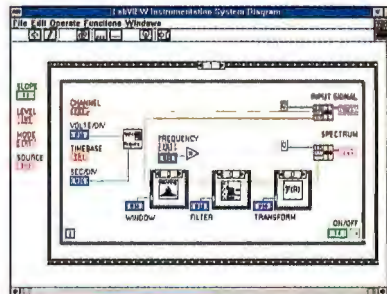 LabVIEW Instrumentation System Diagram
File Edit Operate Functions Windows
SLOPE
LEVEL
MODE
SOURCE
CHANNEL
VOLTS/DIV
TIMEBASE
SEC/DIV
FREQUENCY
INPUT SIGNAL
SPECTRUM
WINDOW
FILTER
TRANSFORM
ON/OFF